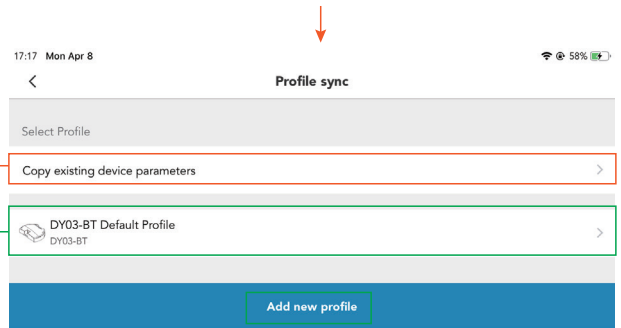 17:17 Mon Apr 8
58%
Profile sync
Select Profile
Copy existing device parameters
DY03-BT Default Profile
DY03-BT
Add new profile